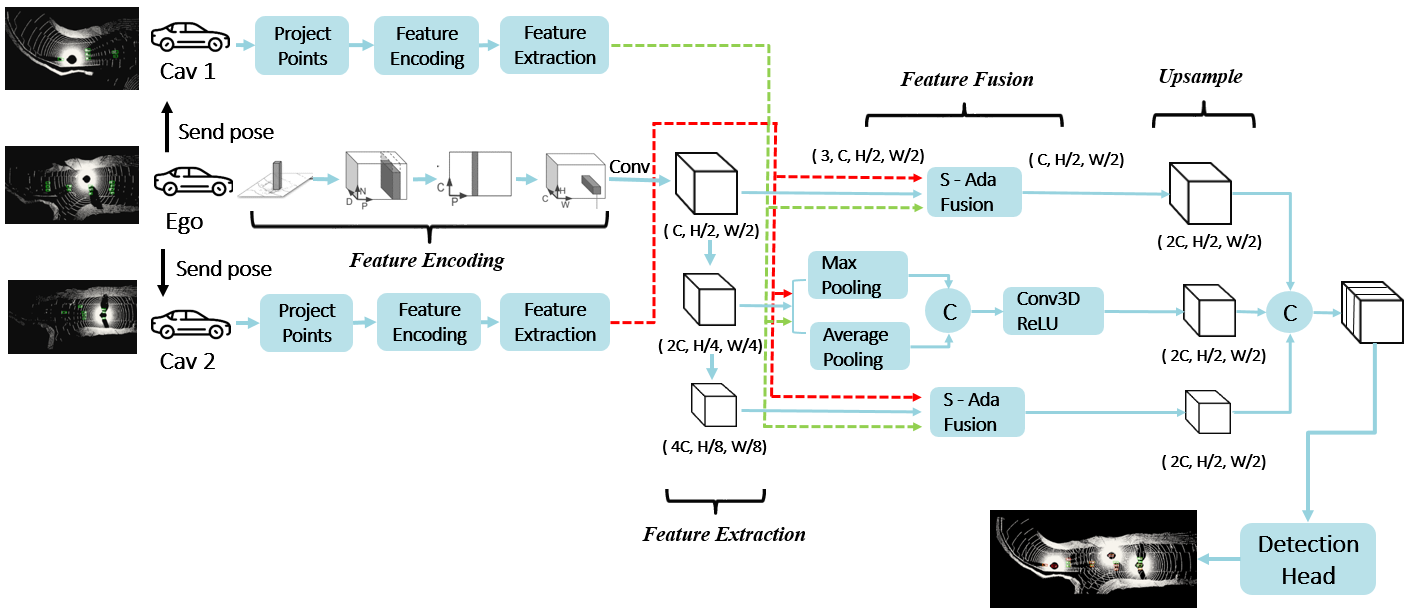 Project
Points
Feature
Encoding
Feature
Extraction
Cav 1
Send pose
Ego
Send pose
Project
Points
Feature
Encoding
Feature
Extraction
Cav 2
D
N
P
C
P
C
H
W
Conv
Feature Encoding
( C, H/2, W/2)
( 2C, H/4, W/4)
( 4C, H/8, W/8)
Feature Extraction
Feature Fusion
( 3, C, H/2, W/2)
( C, H/2, W/2)
S - Ada
Fusion
Max
Pooling
Average
Pooling
C
Conv3D
ReLU
S - Ada
Fusion
Upsample
( 2C, H/2, W/2)
( 2C, H/2, W/2)
( 2C, H/2, W/2)
C
Detection
Head